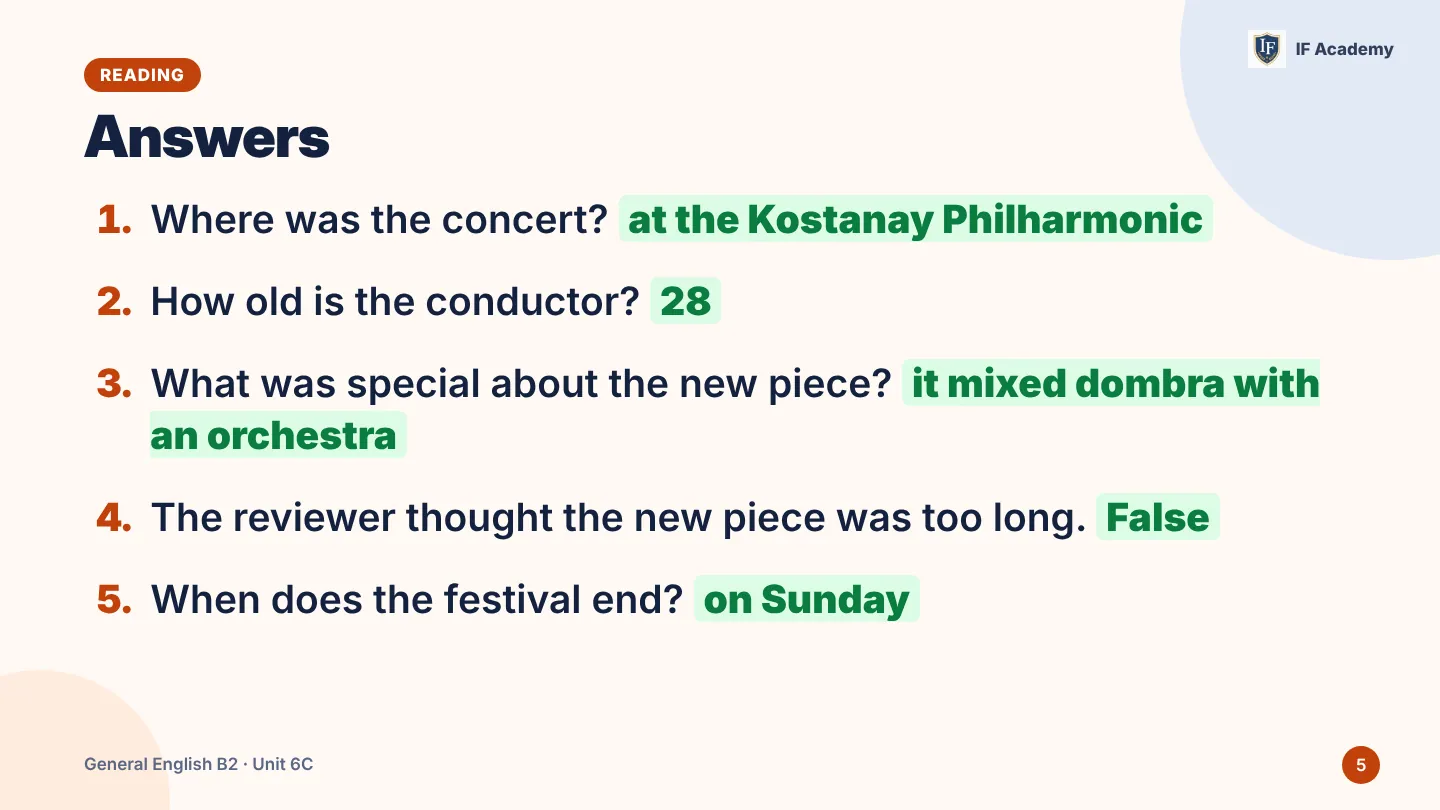 IF
IF Academy
READING
Answers
1. Where was the concert? at the Kostanay Philharmonic
2. How old is the conductor? 28
3. What was special about the new piece? it mixed dombra with
an orchestra
4. The reviewer thought the new piece was too long. False
5. When does the festival end? on Sunday
General English B2 · Unit 6C
5